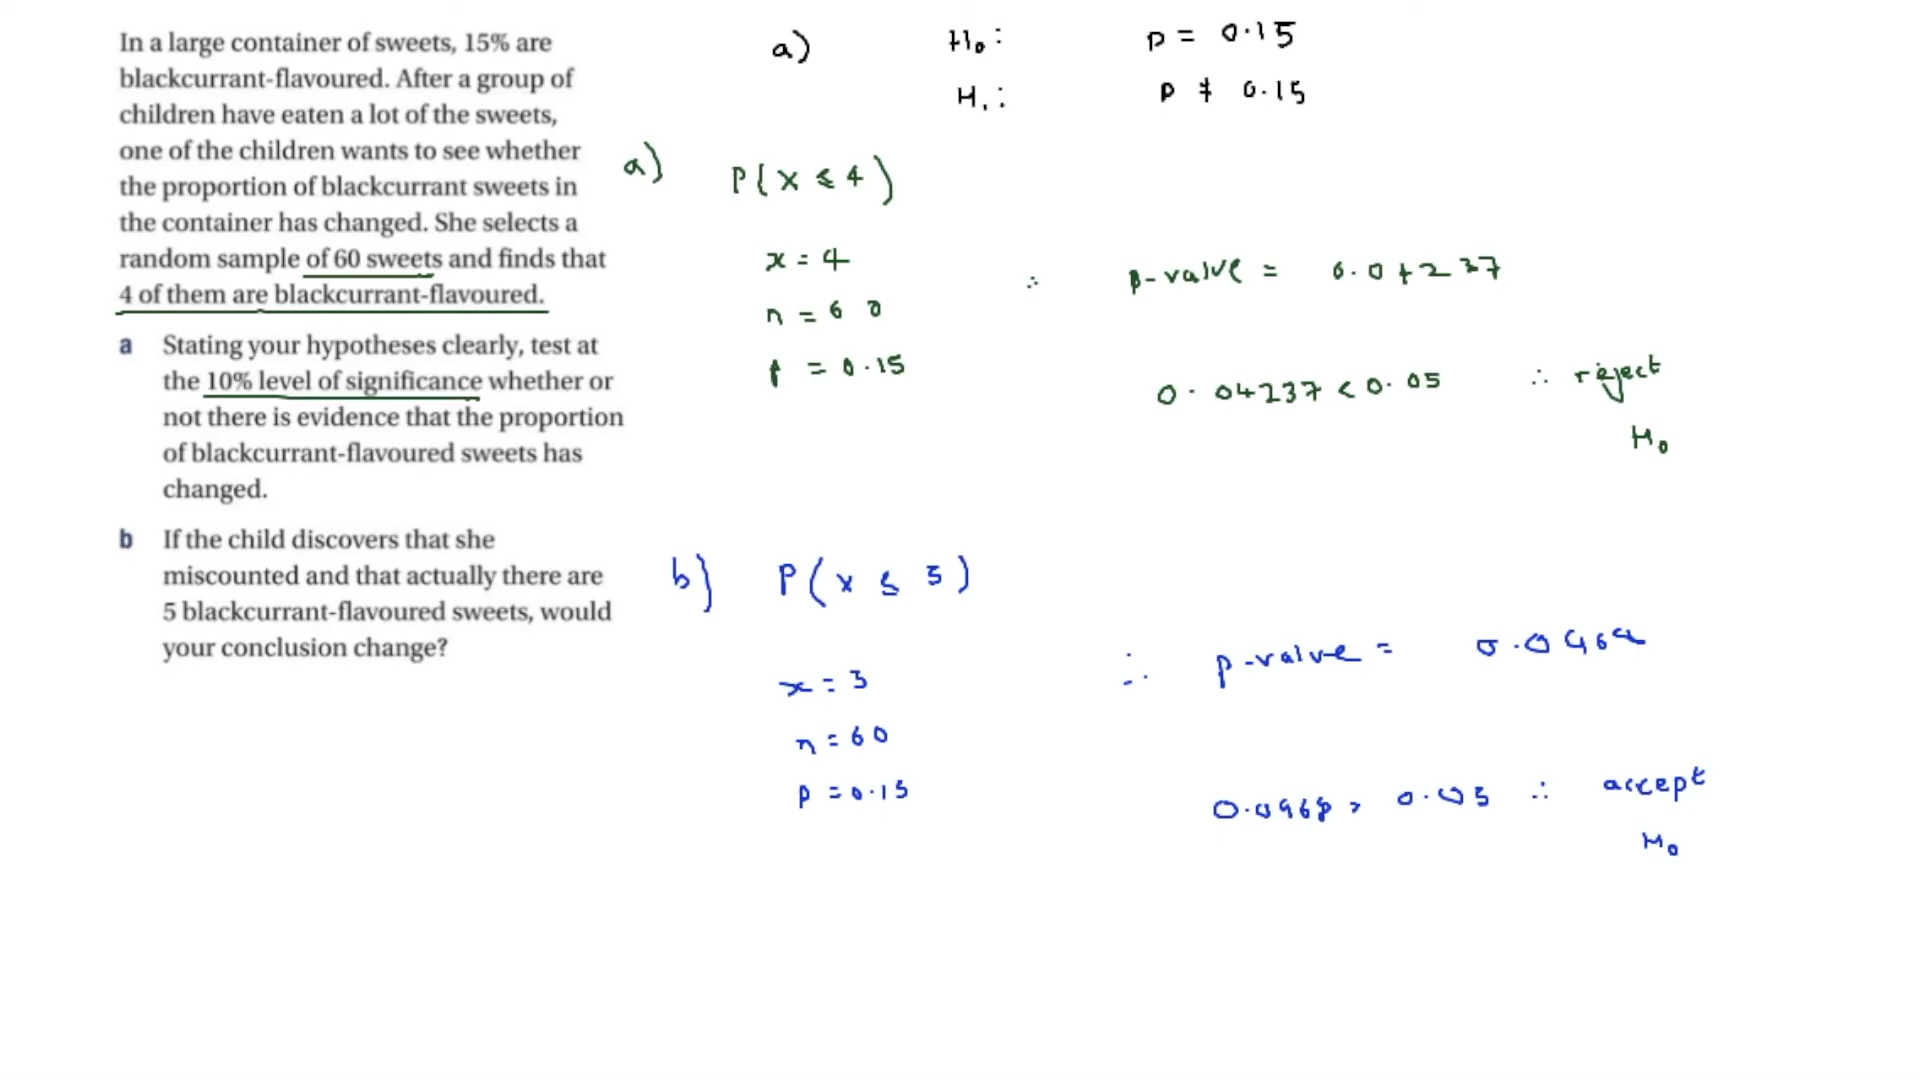 In a large container of sweets, 15% are
blackcurrant-flavoured. After a group of
children have eaten a lot of the sweets,
one of the children wants to see whether
the proportion of blackcurrant sweets in
the container has changed. She selects a
random sample of 60 sweets and finds that
4 of them are blackcurrant-flavoured.
a Stating your hypotheses clearly, test at
the 10% level of significance whether or
not there is evidence that the proportion
of blackcurrant-flavoured sweets has
changed.
b If the child discovers that she
miscounted and that actually there are
5 blackcurrant-flavoured sweets, would
your conclusion change?
a) H₀: p = 0.15
H₁: p ≠ 0.15
a) P(x ≤ 4)
x = 4
n = 60
p = 0.15
∴ p-value = 0.04237
0.04237 < 0.05 ∴ reject
H₀
b) P(x ≤ 5)
x = 5
n = 60
p = 0.15
∴ p-value = 0.0968
0.0968 > 0.05 ∴ accept
H₀